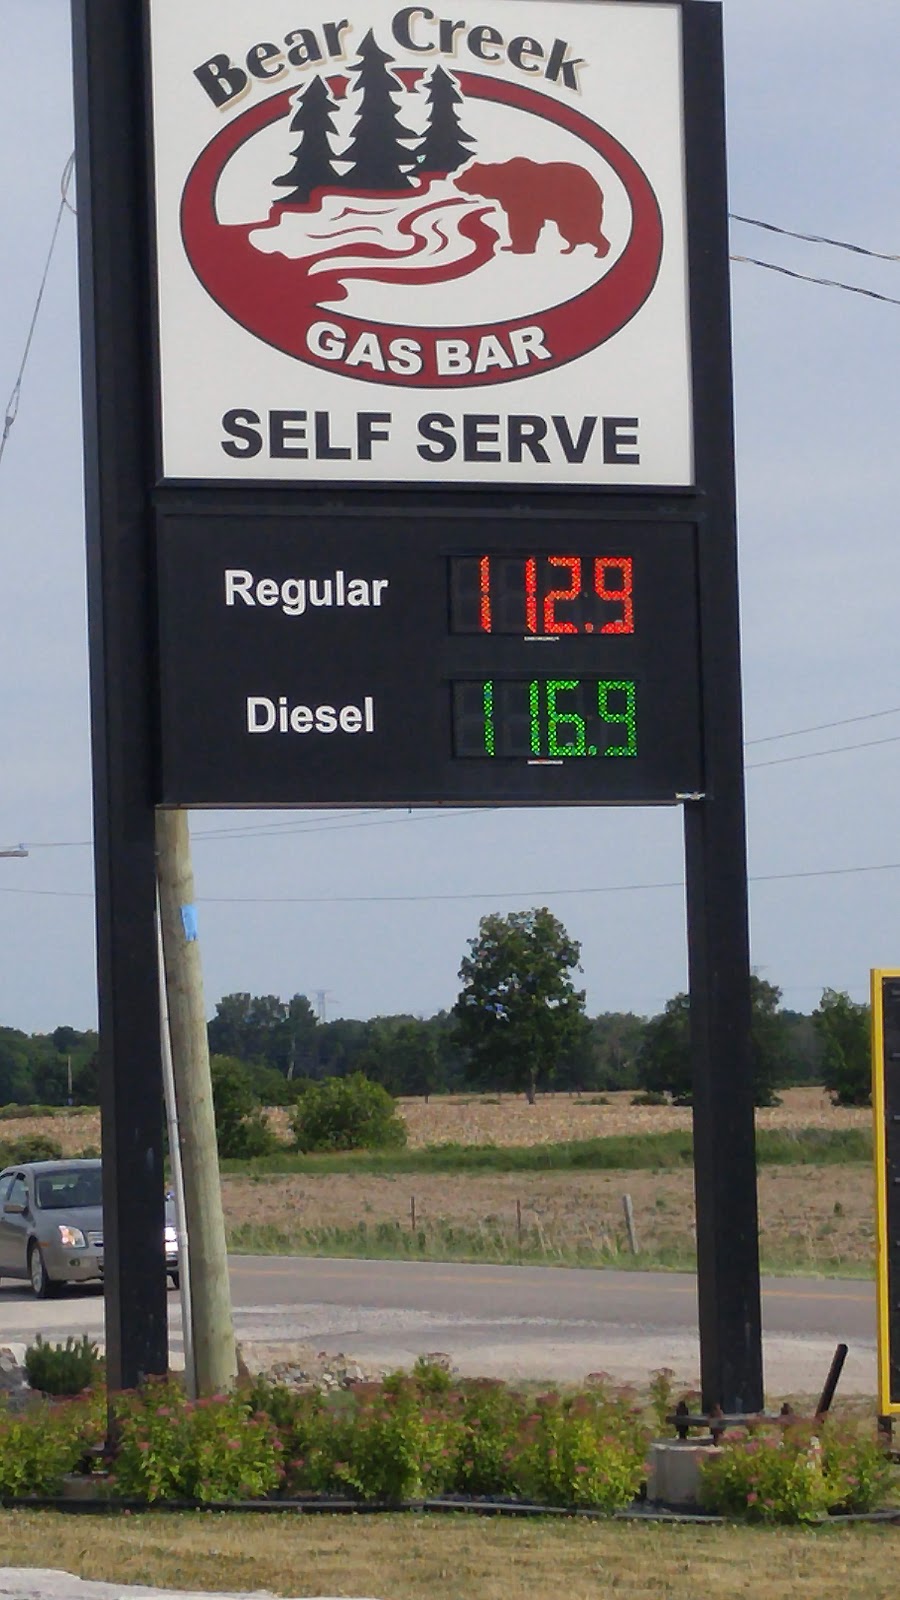 Bear Creek
GAS BAR
SELF SERVE
Regular 112.9
Diesel 116.9